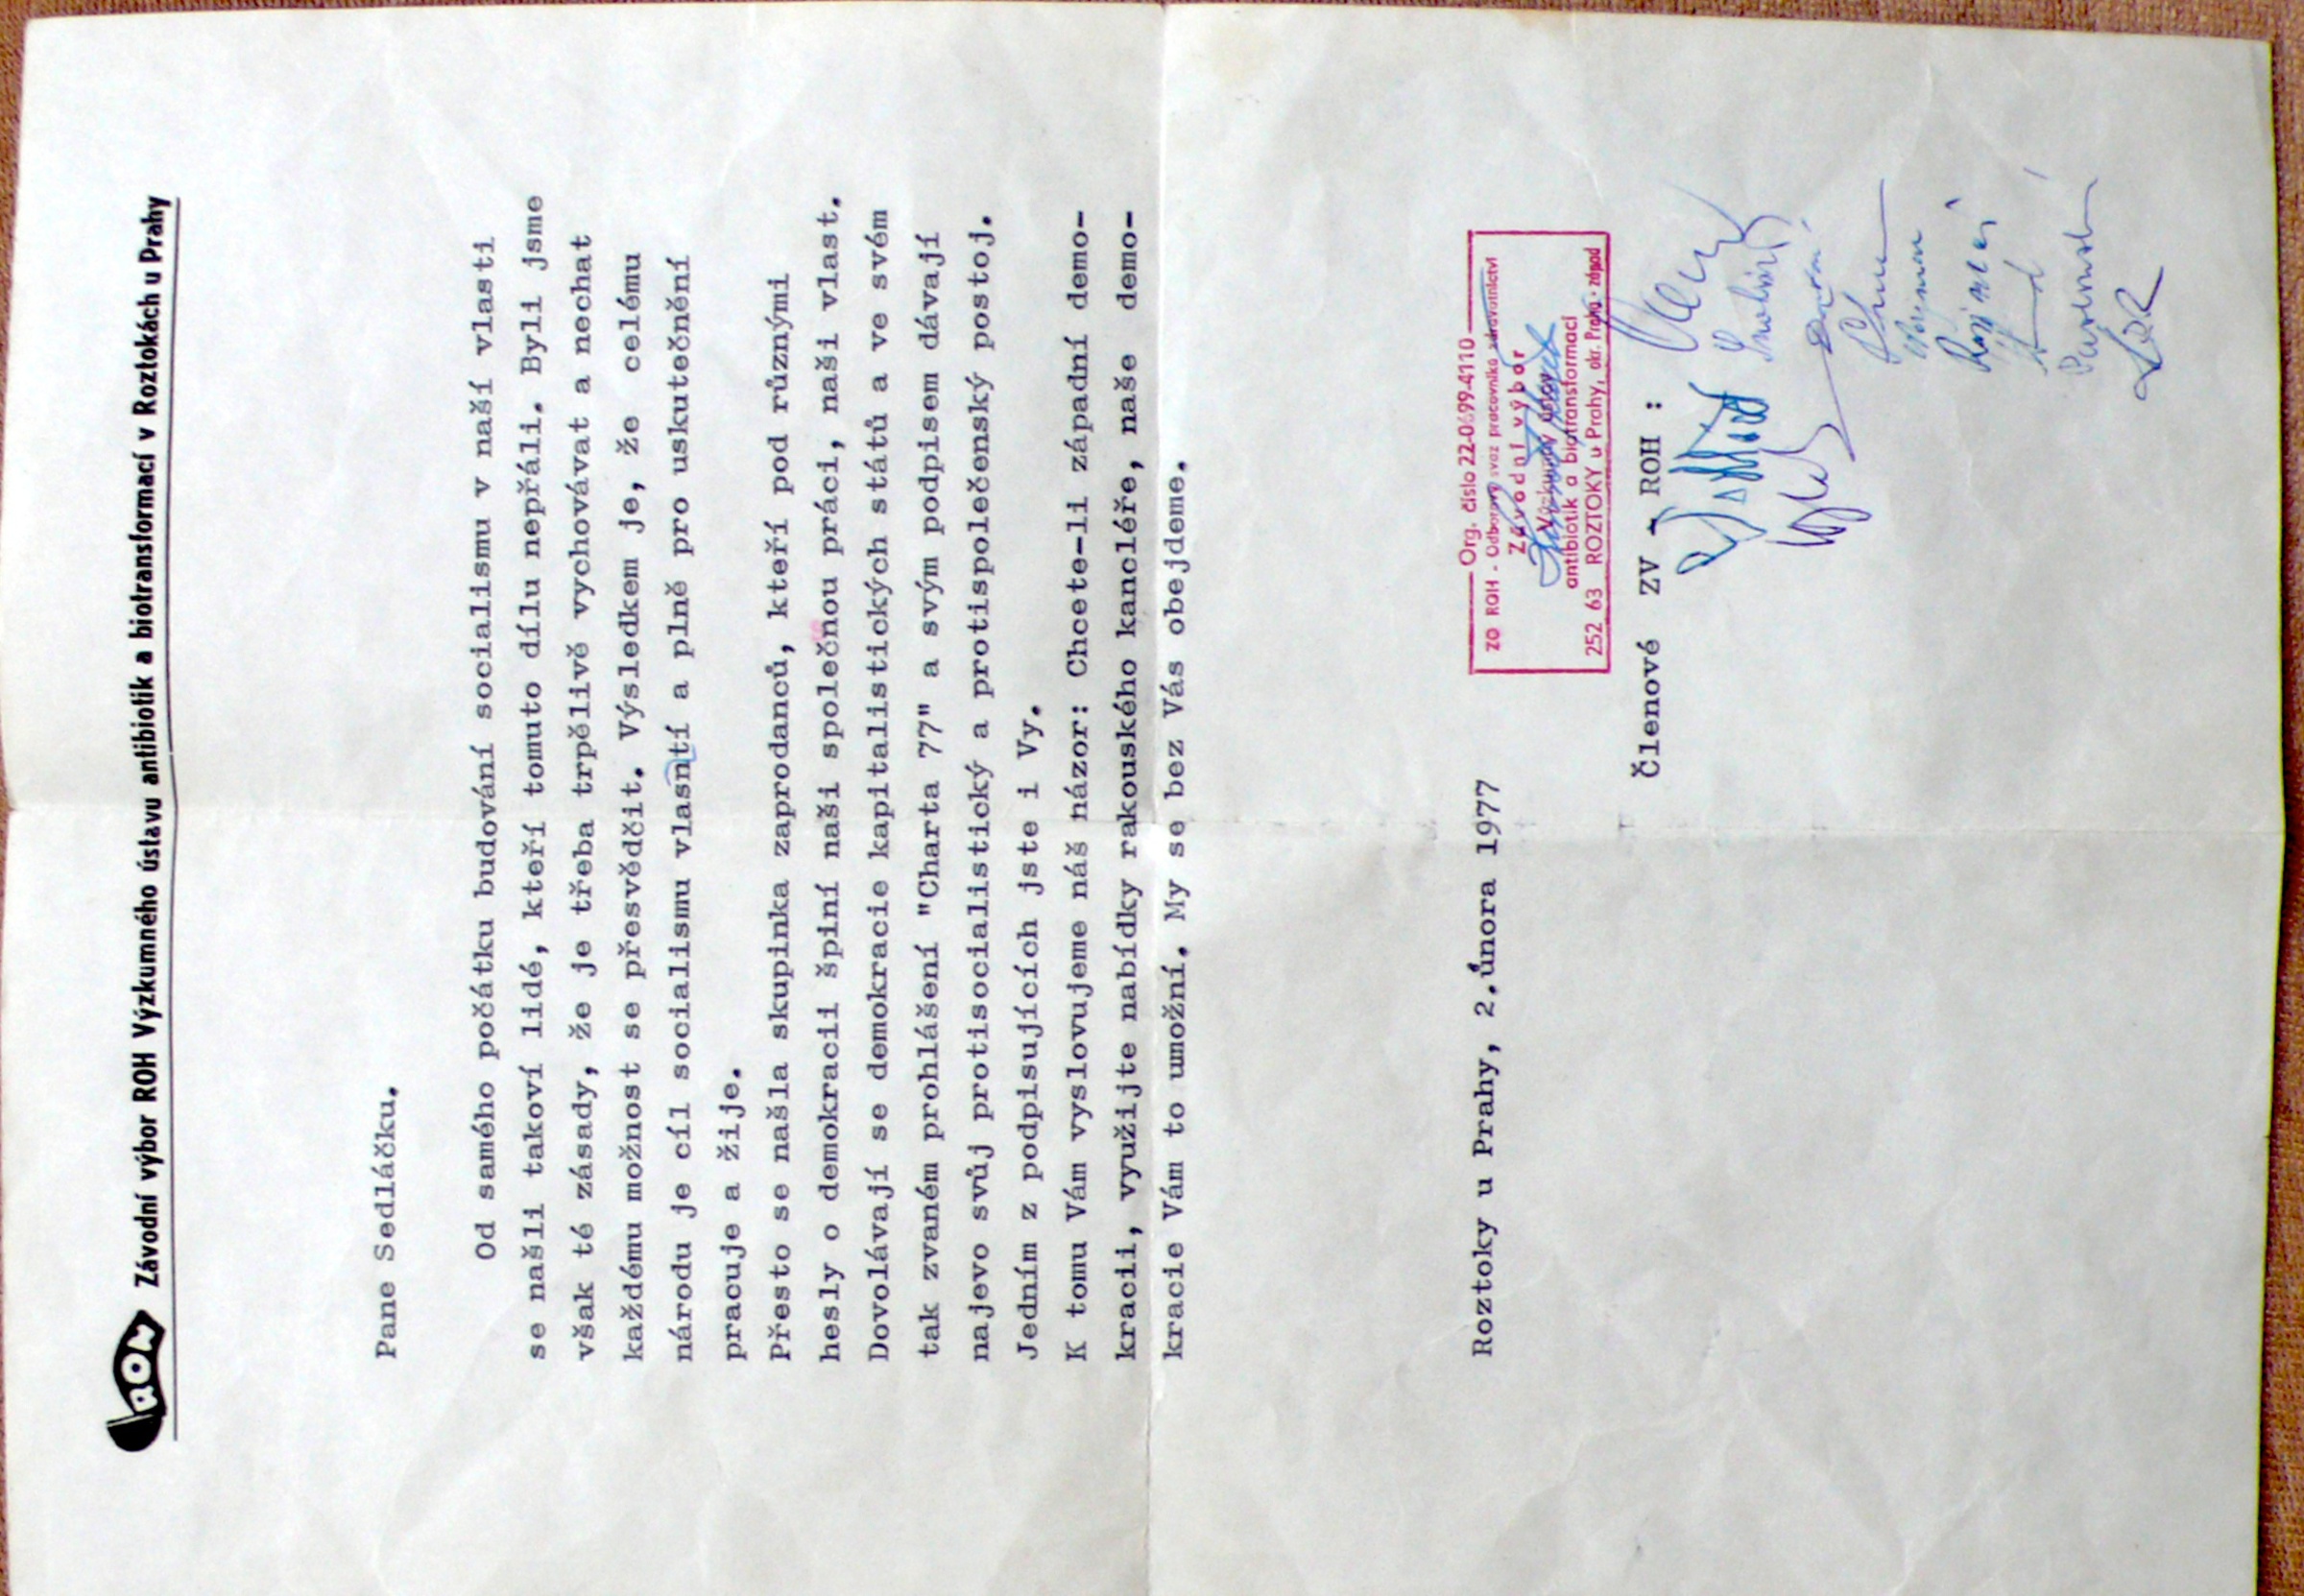 ROH Závodní výbor ROH Výzkumného ústavu antibiotik a biotransformací v Roztokách u Prahy
Pane Sedláčku.
Od samého počátku budování socialismu v naší vlasti
se našli takoví lidé, kteří tomuto dílu nepřáli. Byli jsme
však té zásady, že je třeba trpělivě vychovávat a nechat
každému možnost se přesvědčit. Výsledkem je, že celému
národu je cíl socialismu vlasntí a plně pro uskutečnění
pracuje a žije.
Přesto se našla skupinka zaprodanců, kteří pod různými
hesly o demokracii špiní naši společnou práci, naši vlast.
Dovolávají se demokracie kapitalistických států a ve svém
tak zvaném prohlášení "Charta 77" a svým podpisem dávají
najevo svůj protisocialistický a protispolečenský postoj.
Jedním z podpisujících jste i Vy.
K tomu Vám vyslovujeme náš názor: Chcete-li západní demo-
kracii, využijte nabídky rakouského kancléře, naše demo-
kracie Vám to umožní. My se bez Vás obejdeme.
Roztoky u Prahy, 2.února 1977
Org. číslo 22-0699-4110
ZO ROH - Odborový svaz pracovníků zdravotnictví
Závodní výbor
Výzkumný ústav
antibiotik a biotransformací
252 63 ROZTOKY u Prahy, okr. Praha - západ
Členové ZV - ROH :